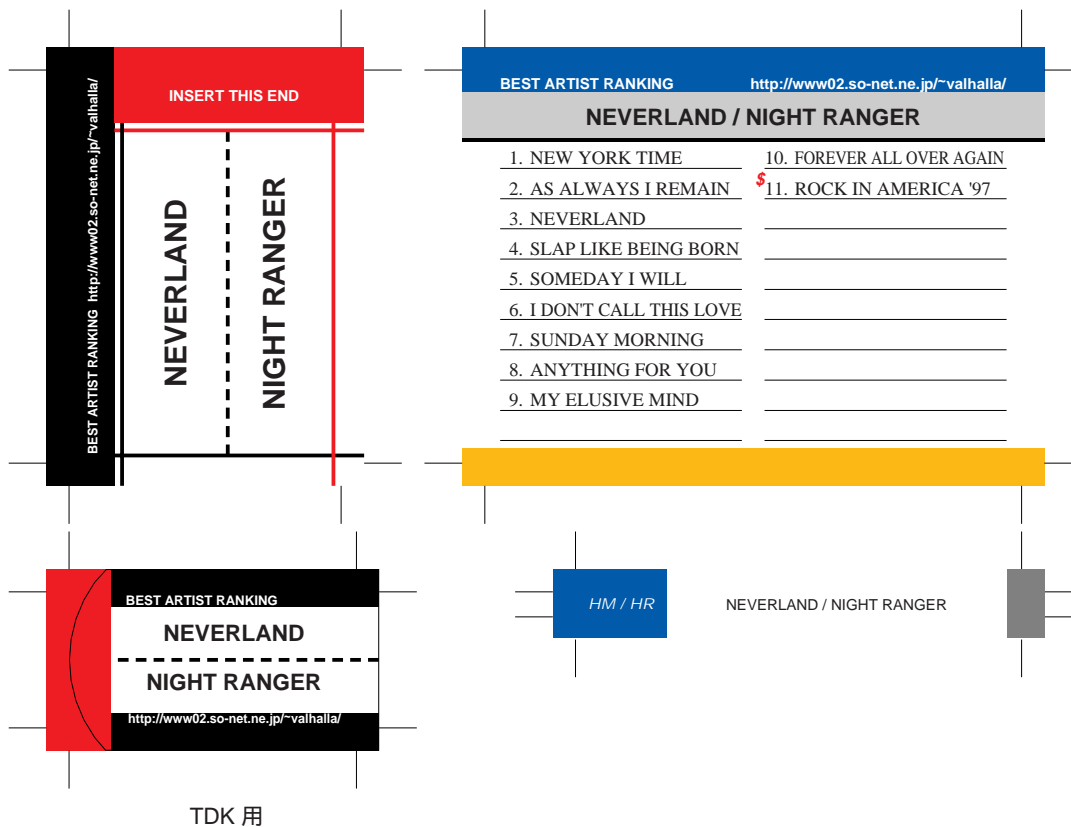 BEST ARTIST RANKING http://www02.so-net.ne.jp/~valhalla/
INSERT THIS END
NEVERLAND
NIGHT RANGER
BEST ARTIST RANKING http://www02.so-net.ne.jp/~valhalla/
NEVERLAND / NIGHT RANGER
1. NEW YORK TIME
2. AS ALWAYS I REMAIN
3. NEVERLAND
4. SLAP LIKE BEING BORN
5. SOMEDAY I WILL
6. I DON'T CALL THIS LOVE
7. SUNDAY MORNING
8. ANYTHING FOR YOU
9. MY ELUSIVE MIND
10. FOREVER ALL OVER AGAIN
$11. ROCK IN AMERICA '97
BEST ARTIST RANKING
NEVERLAND
NIGHT RANGER
http://www02.so-net.ne.jp/~valhalla/
TDK 用
HM / HR
NEVERLAND / NIGHT RANGER